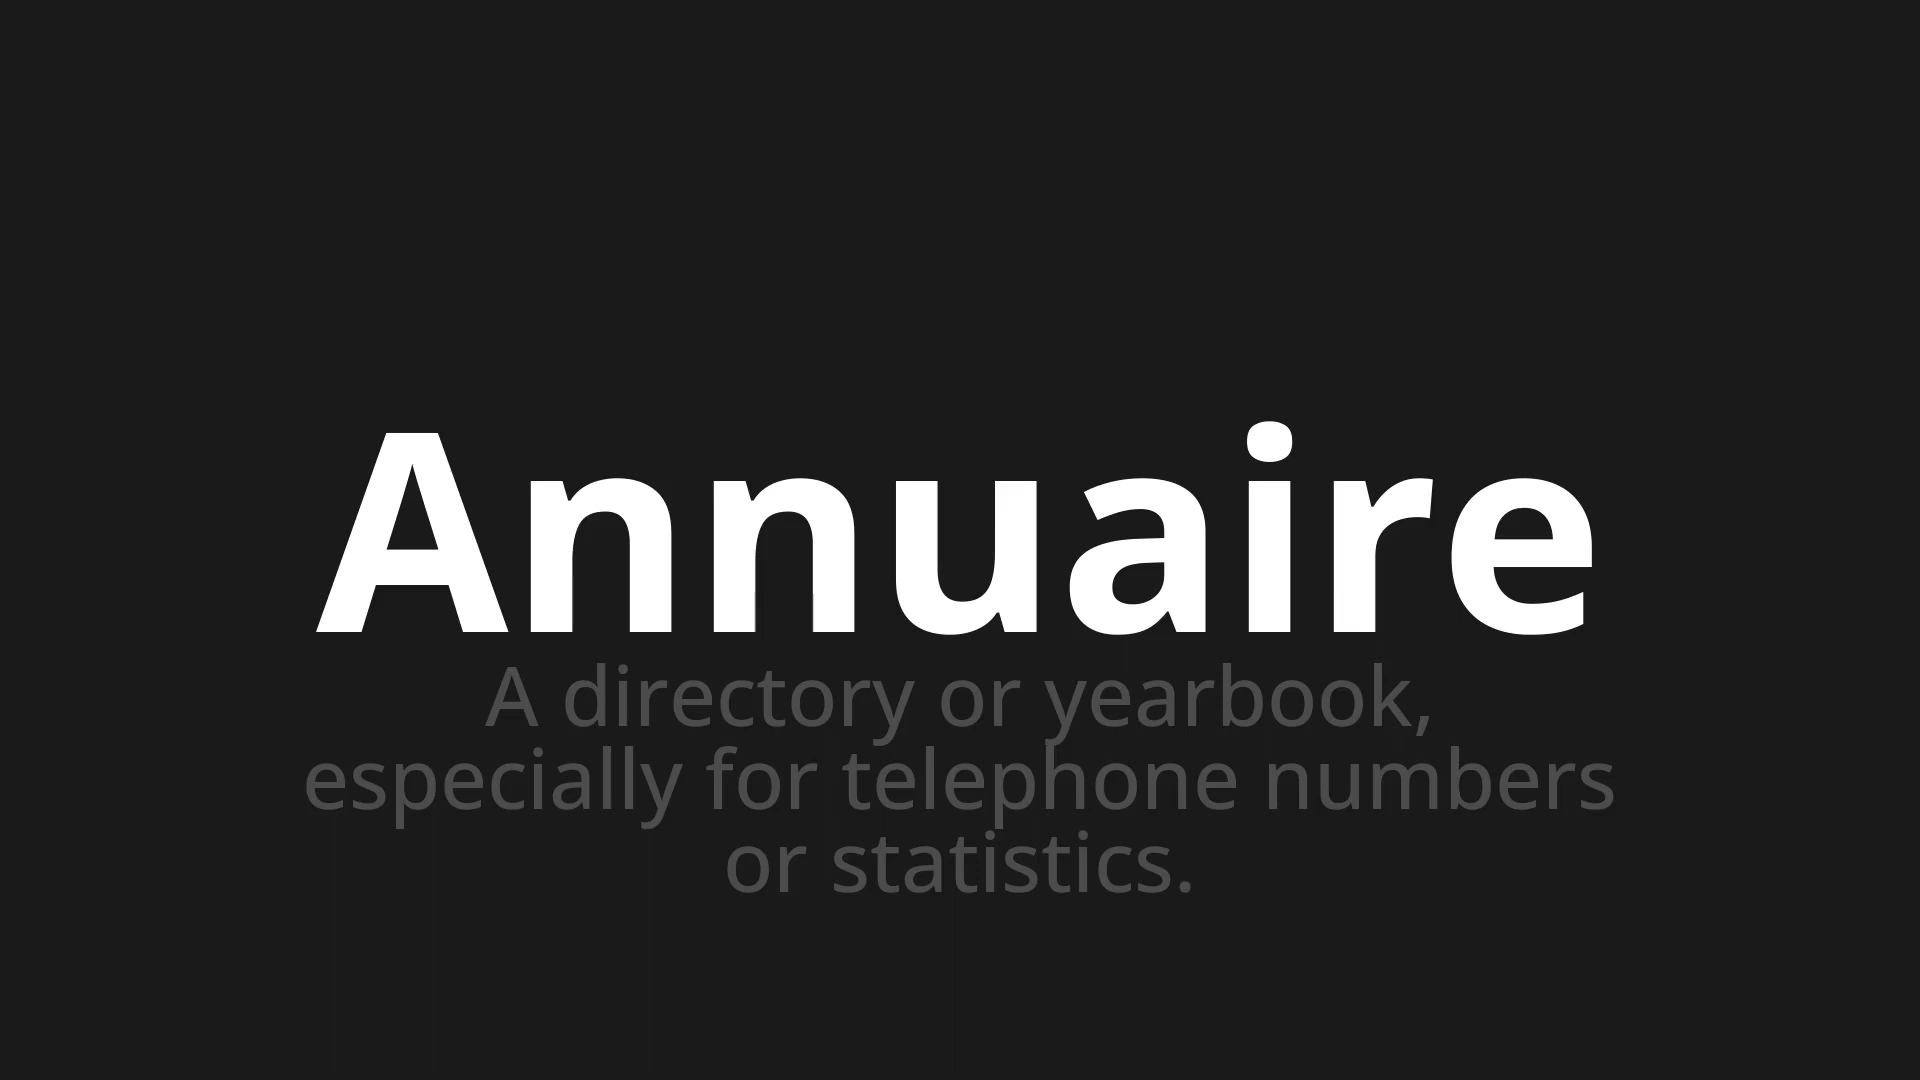 Annuaire
A directory or yearbook,
especially for telephone numbers
or statistics.